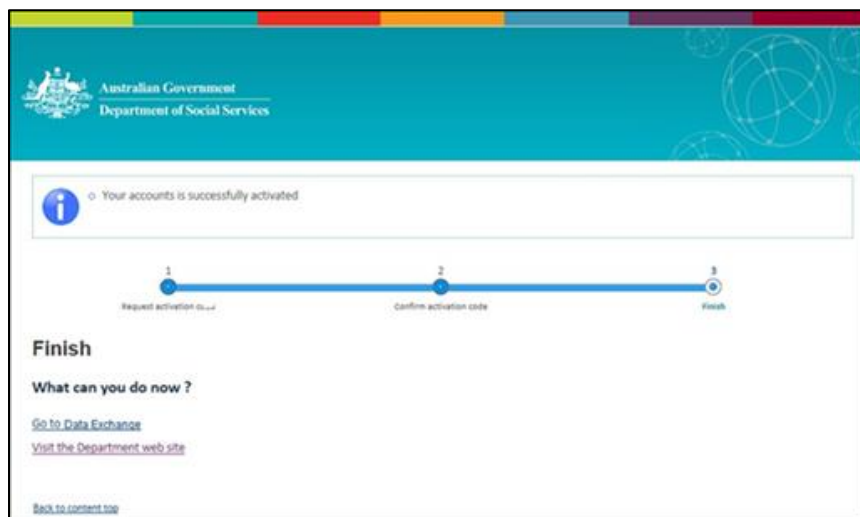 Australian Government
Department of Social Services
Your accounts is successfully activated
1 2 3
Request activation Confirm activation code Finish
Finish
What can you do now ?
Go to Data Exchange
Visit the Department web site
Back to content top